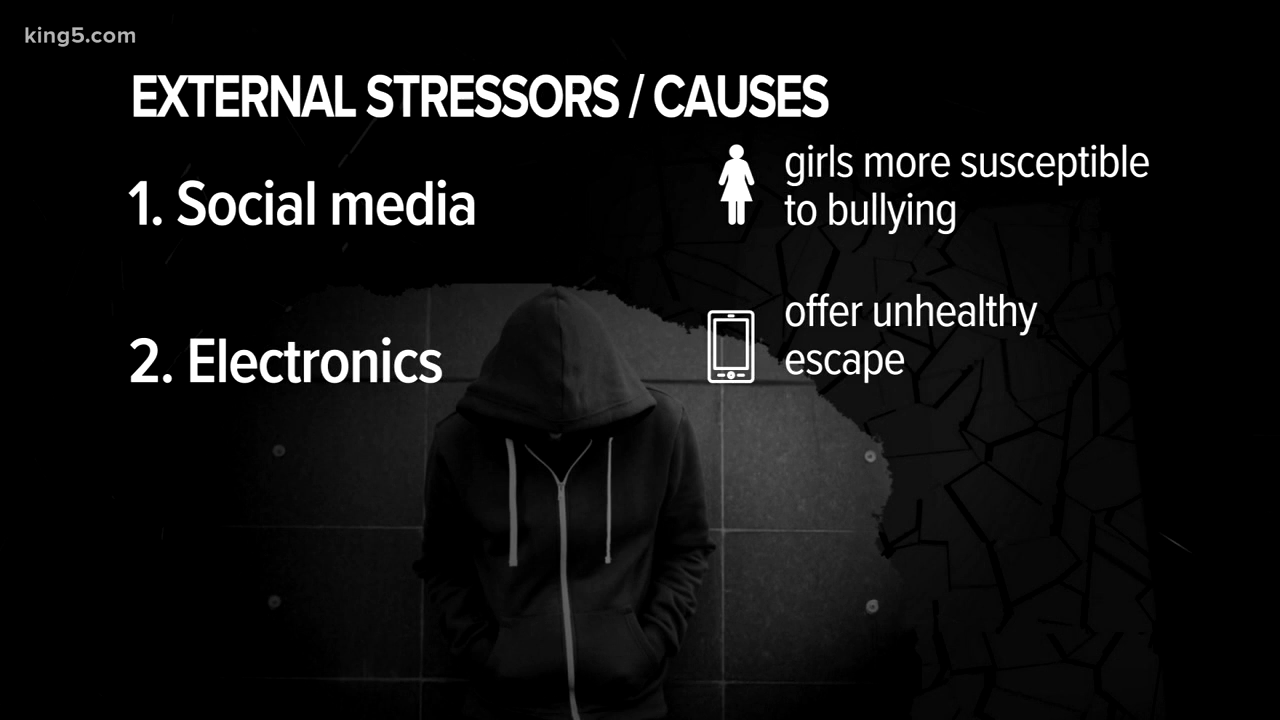 king5.com
EXTERNAL STRESSORS / CAUSES
1. Social media
girls more susceptible
to bullying
2. Electronics
offer unhealthy
escape